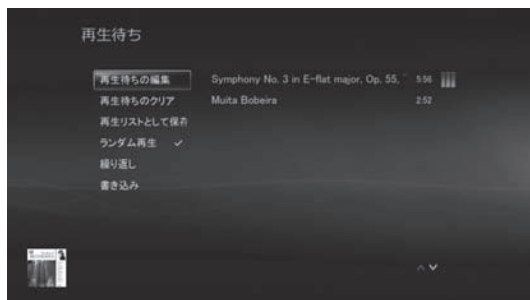 再生待ち
再生待ちの編集
Symphony No. 3 in E-flat major, Op. 55, 
5:56
再生待ちのクリア
Muita Bobeira
2:52
再生リストとして保存
ランダム再生 ✓
繰り返し
書き込み